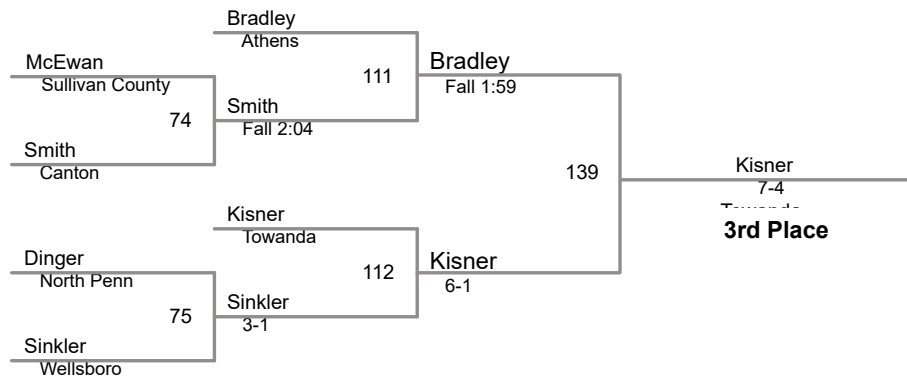 Bradley
Athens
McEwan
Sullivan County
111
Bradley
Fall 1:59
74
Smith
Fall 2:04
Smith
Canton
139
Kisner
7-4
Towanda
3rd Place
Kisner
Towanda
Dinger
North Penn
112
Kisner
6-1
75
Sinkler
3-1
Sinkler
Wellsboro